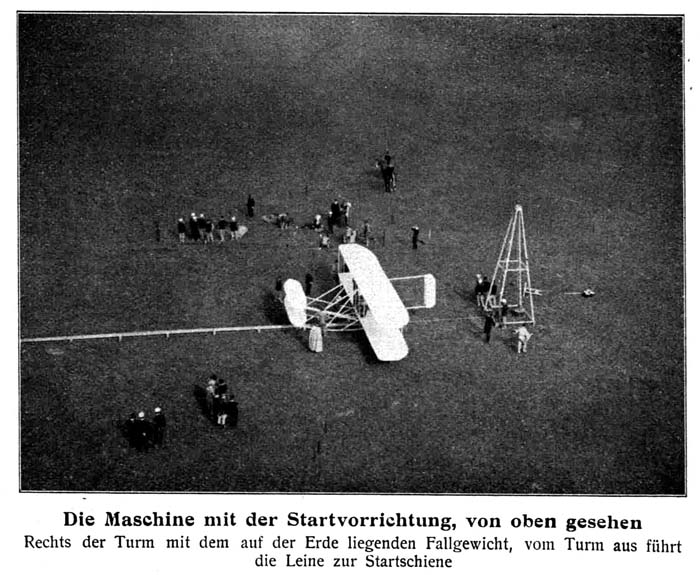 Die Maschine mit der Startvorrichtung, von oben gesehen
Rechts der Turm mit dem auf der Erde liegenden Fallgewicht, vom Turm aus führt
die Leine zur Startschiene